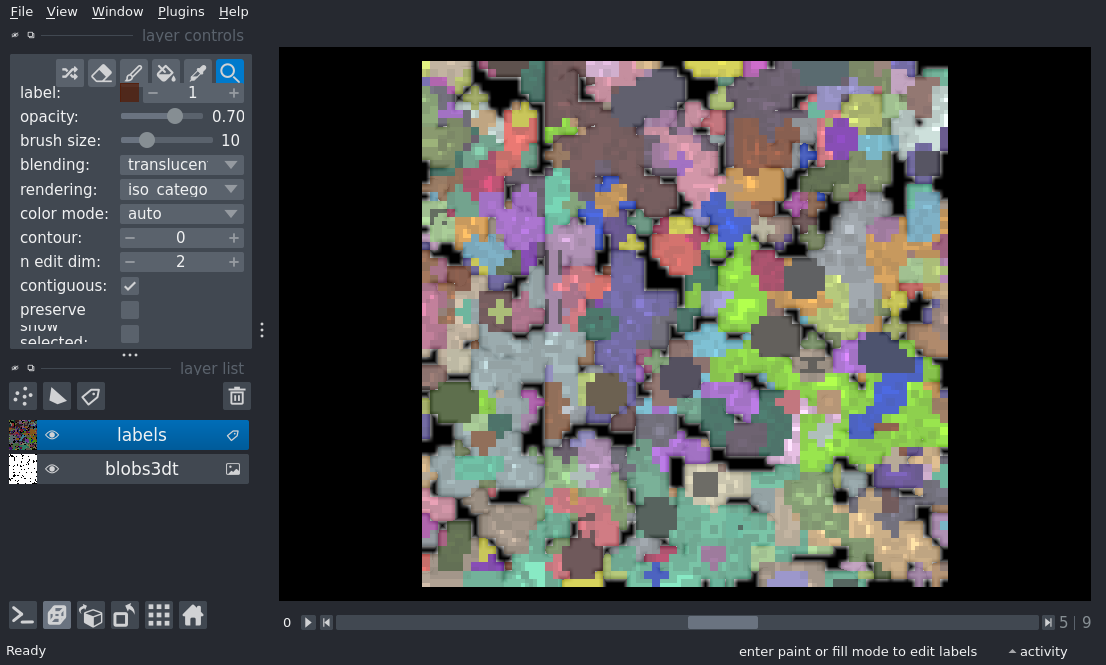 File View Window Plugins Help
layer controls
label: 1
opacity: 0.70
brush size: 10
blending: translucen
rendering: iso_catego
color mode: auto
contour: 0
n edit dim: 2
contiguous:
preserve
show
selected:
layer list
labels
blobs3dt
0 5 | 9
Ready enter paint or fill mode to edit labels activity